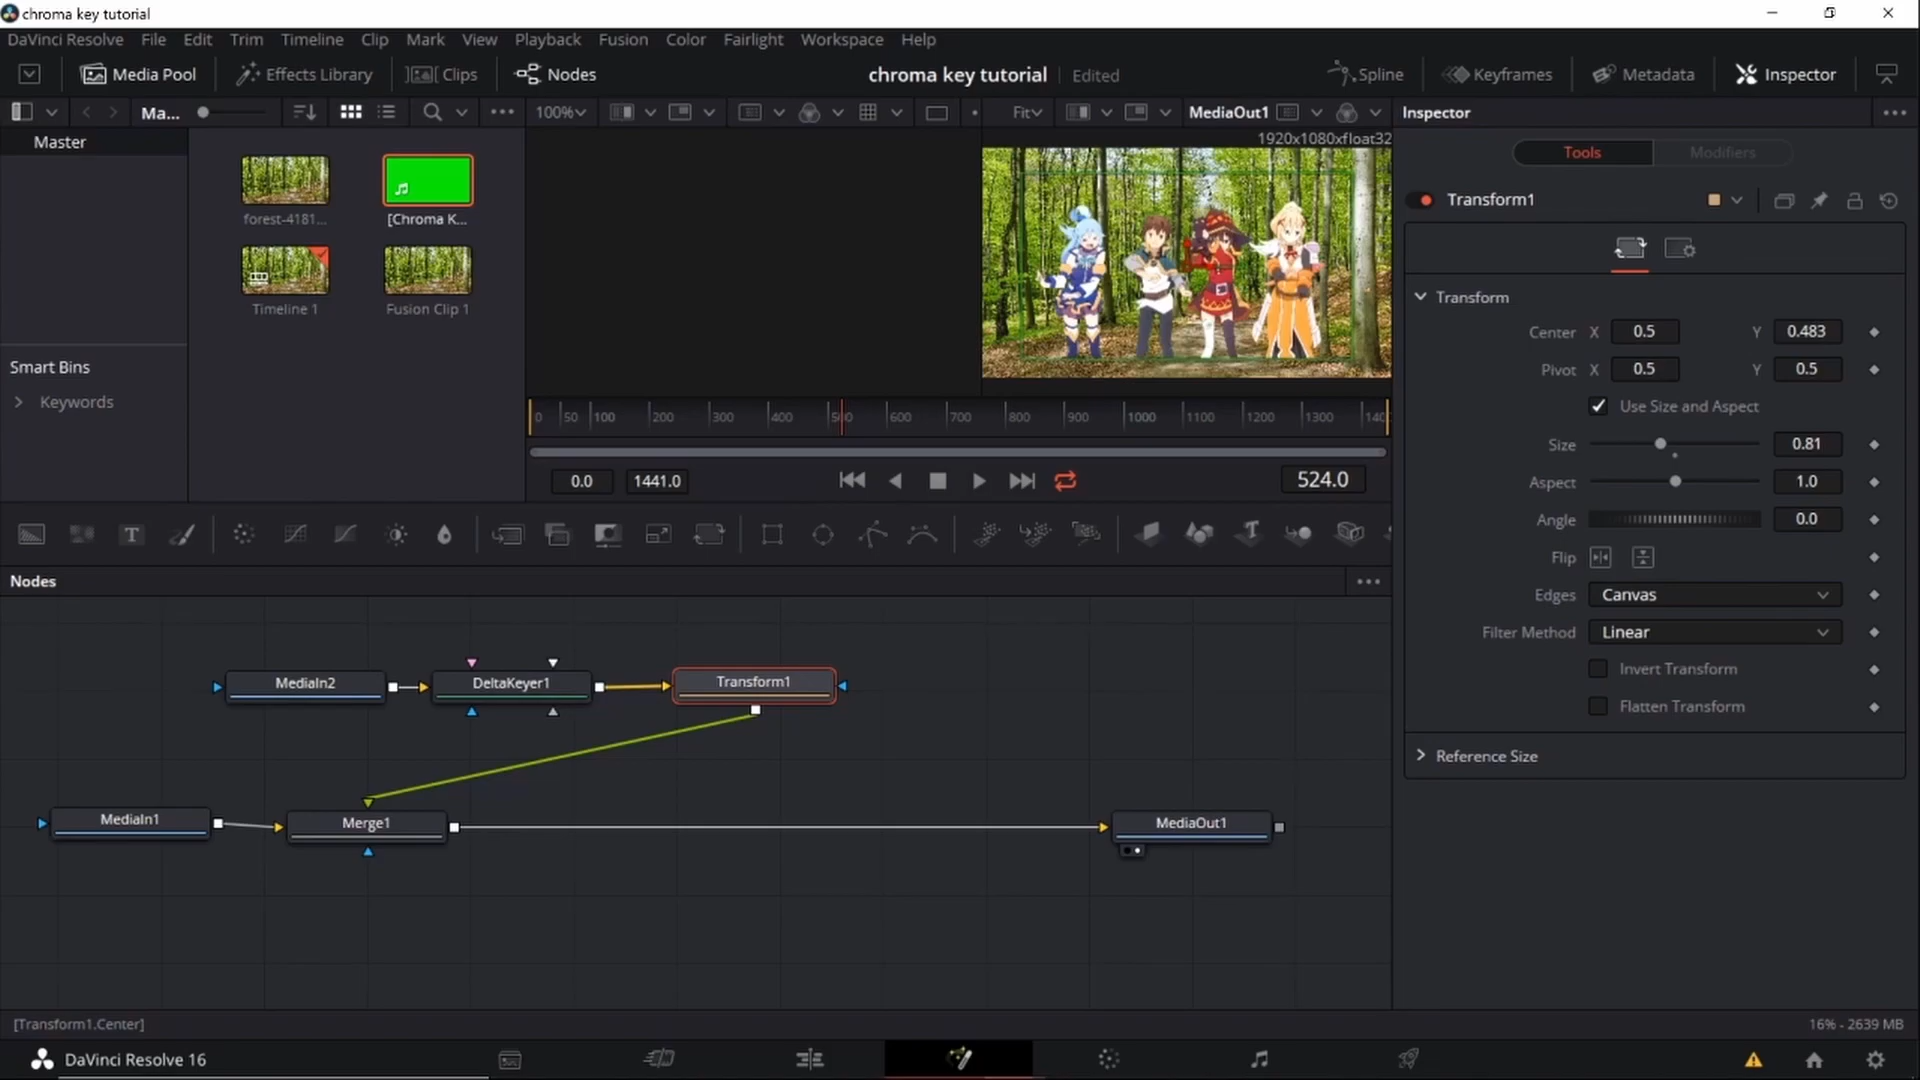 chroma key tutorial
DaVinci Resolve File Edit Trim Timeline Clip Mark View Playback Fusion Color Fairlight Workspace Help
Media Pool Effects Library Clips Nodes chroma key tutorial Edited Spline Keyframes Metadata Inspector
Ma... 100% Fit MediaOut1 Inspector
Master 1920x1080xfloat32
Tools Modifiers
Transform1
forest-4181... [Chroma K...
Timeline 1 Fusion Clip 1
Transform
Center X 0.5 Y 0.483
Pivot X 0.5 Y 0.5
Use Size and Aspect
Size 0.81
Aspect 1.0
Angle 0.0
Flip
Edges Canvas
Filter Method Linear
Invert Transform
Flatten Transform
Reference Size
Smart Bins
Keywords
0 50 100 200 300 400 500 600 700 800 900 1000 1100 1200 1300 140
0.0 1441.0 524.0
Nodes
MediaIn2 DeltaKeyer1 Transform1
MediaIn1 Merge1 MediaOut1
[Transform1.Center] 16% - 2639 MB
DaVinci Resolve 16